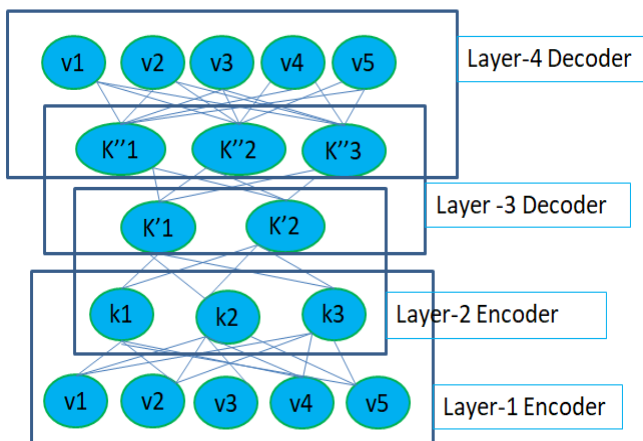 v1 v2 v3 v4 v5
Layer-4 Decoder
K''1 K''2 K''3
Layer -3 Decoder
K'1 K'2
k1 k2 k3
Layer-2 Encoder
v1 v2 v3 v4 v5
Layer-1 Encoder